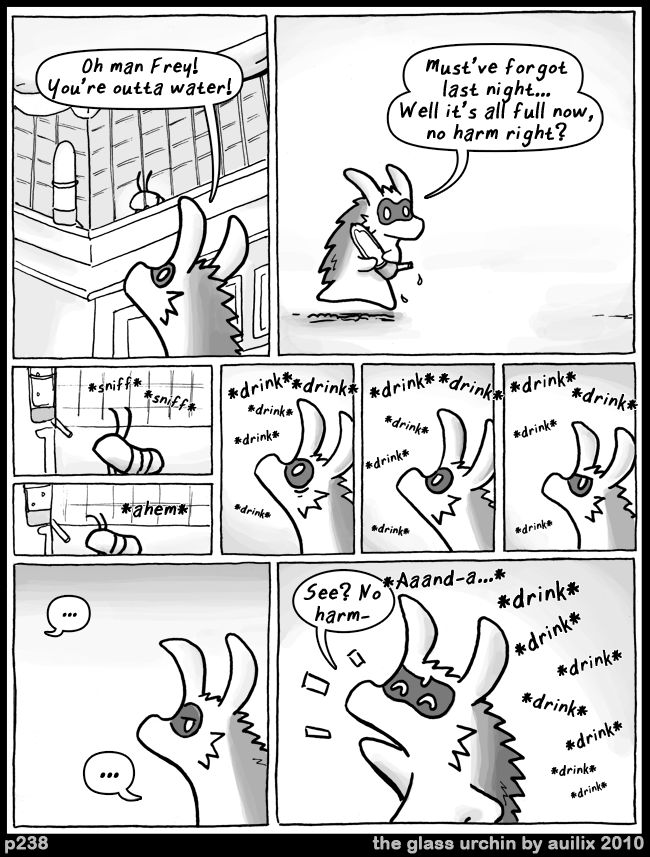 Oh man Frey!
You're outta water!
Must've forgot
last night...
Well it's all full now,
no harm right?
*sniff*
*sniff*
*ahem*
*drink*
*drink*
*drink*
*drink*
*drink*
*drink*
*drink*
*drink*
*drink*
*drink*
*drink*
*drink*
*drink*
*drink*
...
...
See? No
harm-
*Aaand-a...*
*drink*
*drink*
*drink*
*drink*
*drink*
*drink*
*drink*
p238
the glass urchin by auilix 2010